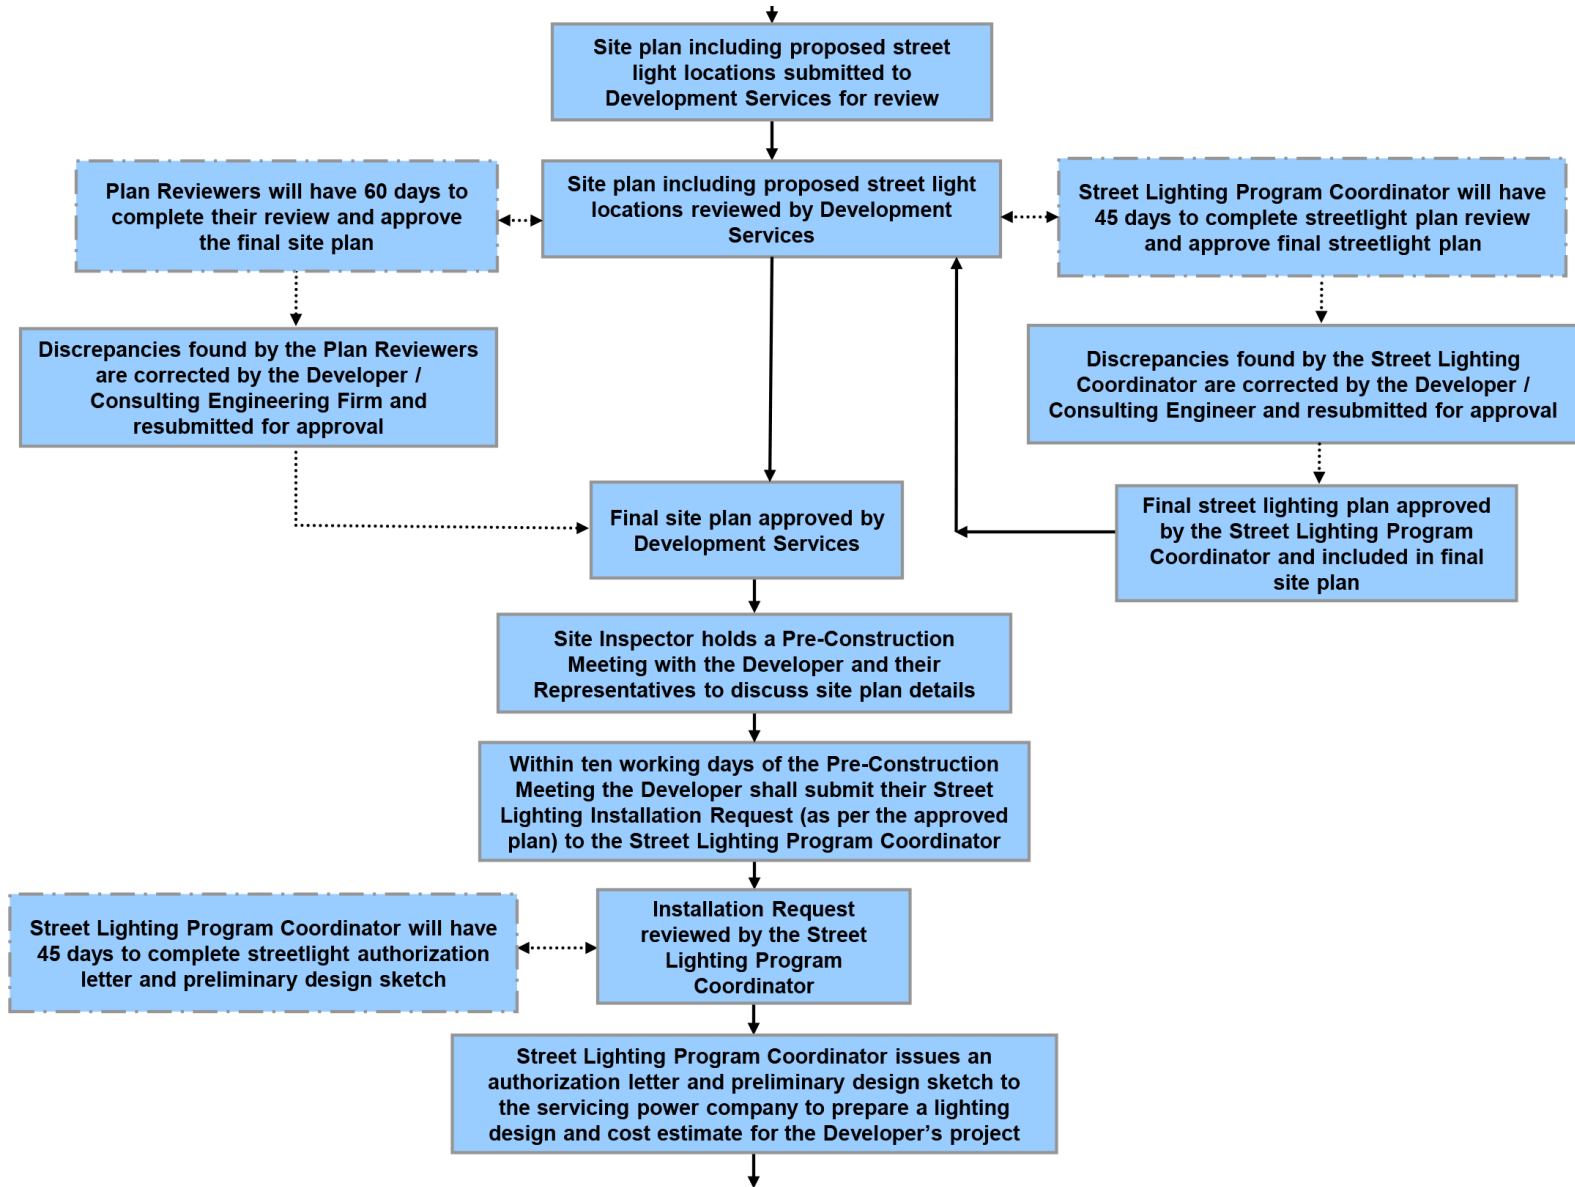 Site plan including proposed street
light locations submitted to
Development Services for review
Plan Reviewers will have 60 days to
complete their review and approve
the final site plan
Site plan including proposed street light
locations reviewed by Development
Services
Street Lighting Program Coordinator will have
45 days to complete streetlight plan review
and approve final streetlight plan
Discrepancies found by the Plan Reviewers
are corrected by the Developer /
Consulting Engineering Firm and
resubmitted for approval
Discrepancies found by the Street Lighting
Coordinator are corrected by the Developer /
Consulting Engineer and resubmitted for approval
Final site plan approved by
Development Services
Final street lighting plan approved
by the Street Lighting Program
Coordinator and included in final
site plan
Site Inspector holds a Pre-Construction
Meeting with the Developer and their
Representatives to discuss site plan details
Within ten working days of the Pre-Construction
Meeting the Developer shall submit their Street
Lighting Installation Request (as per the approved
plan) to the Street Lighting Program Coordinator
Street Lighting Program Coordinator will have
45 days to complete streetlight authorization
letter and preliminary design sketch
Installation Request
reviewed by the Street
Lighting Program
Coordinator
Street Lighting Program Coordinator issues an
authorization letter and preliminary design sketch to
the servicing power company to prepare a lighting
design and cost estimate for the Developer’s project